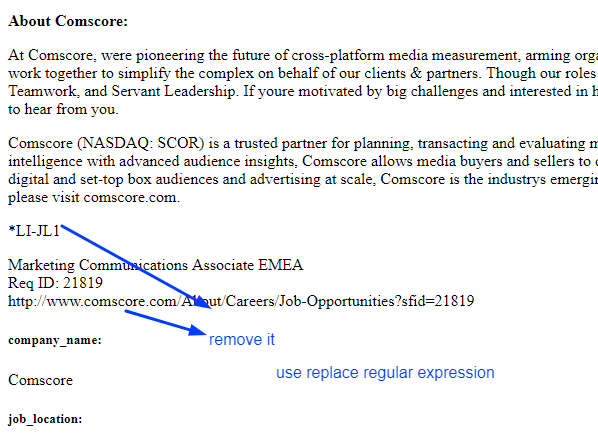 About Comscore:
At Comscore, were pioneering the future of cross-platform media measurement, arming orga
work together to simplify the complex on behalf of our clients & partners. Though our roles
Teamwork, and Servant Leadership. If youre motivated by big challenges and interested in h
to hear from you.
Comscore (NASDAQ: SCOR) is a trusted partner for planning, transacting and evaluating m
intelligence with advanced audience insights, Comscore allows media buyers and sellers to
digital and set-top box audiences and advertising at scale, Comscore is the industrys emergin
please visit comscore.com.
*LI-JL1
Marketing Communications Associate EMEA
Req ID: 21819
http://www.comscore.com/About/Careers/Job-Opportunities?sfid=21819
company_name:
remove it
Comscore
use replace regular expression
job_location: